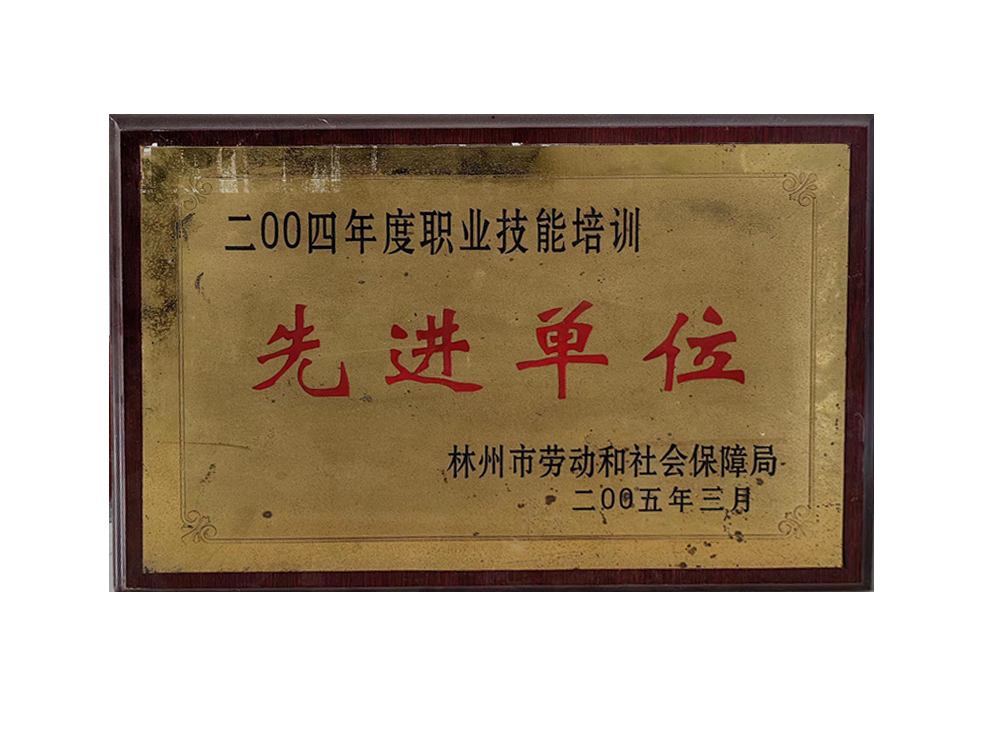 二00四年度职业技能培训
先进单位
林州市劳动和社会保障局
二00五年三月